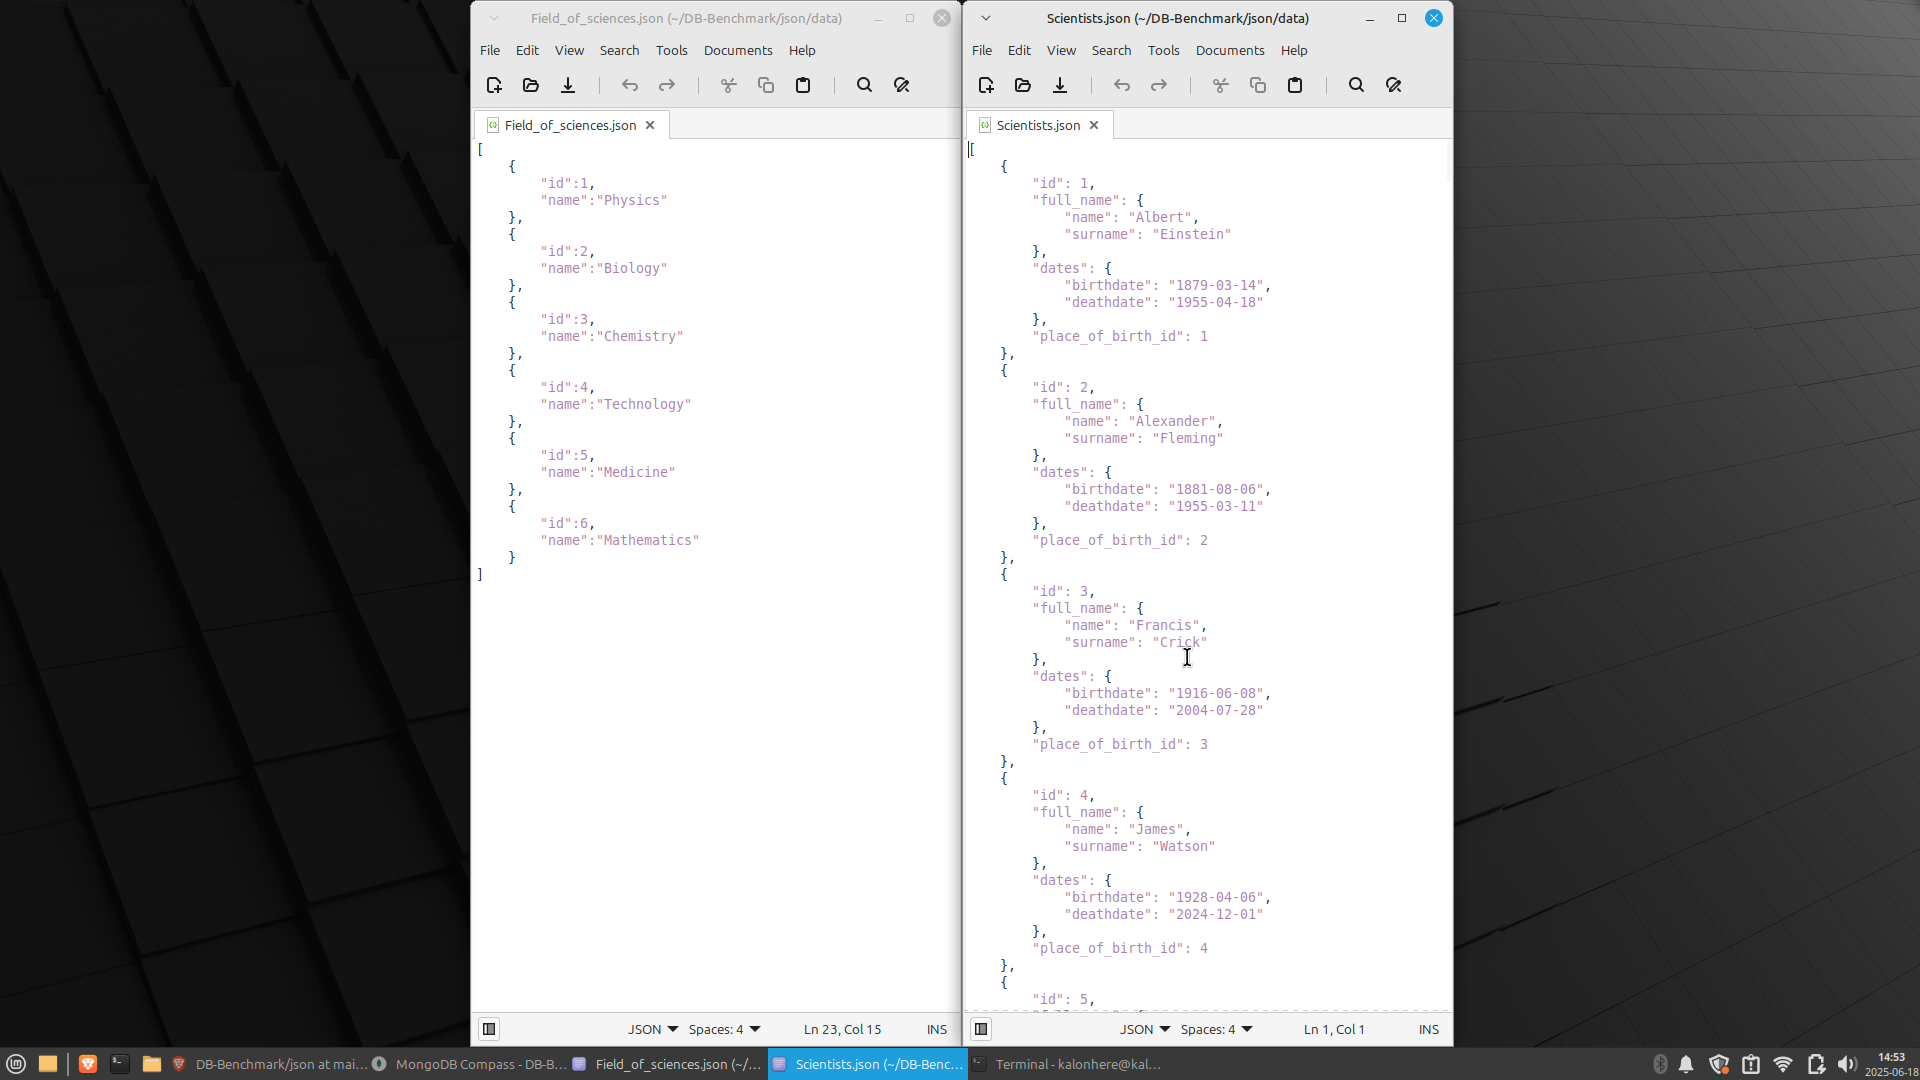 Field_of_sciences.json (~/DB-Benchmark/json/data)
File Edit View Search Tools Documents Help
Field_of_sciences.json
[
    {
        "id":1,
        "name":"Physics"
    },
    {
        "id":2,
        "name":"Biology"
    },
    {
        "id":3,
        "name":"Chemistry"
    },
    {
        "id":4,
        "name":"Technology"
    },
    {
        "id":5,
        "name":"Medicine"
    },
    {
        "id":6,
        "name":"Mathematics"
    }
]
JSON Spaces: 4 Ln 23, Col 15 INS
Scientists.json (~/DB-Benchmark/json/data)
File Edit View Search Tools Documents Help
Scientists.json
[
    {
        "id": 1,
        "full_name": {
            "name": "Albert",
            "surname": "Einstein"
        },
        "dates": {
            "birthdate": "1879-03-14",
            "deathdate": "1955-04-18"
        },
        "place_of_birth_id": 1
    },
    {
        "id": 2,
        "full_name": {
            "name": "Alexander",
            "surname": "Fleming"
        },
        "dates": {
            "birthdate": "1881-08-06",
            "deathdate": "1955-03-11"
        },
        "place_of_birth_id": 2
    },
    {
        "id": 3,
        "full_name": {
            "name": "Francis",
            "surname": "Crick"
        },
        "dates": {
            "birthdate": "1916-06-08",
            "deathdate": "2004-07-28"
        },
        "place_of_birth_id": 3
    },
    {
        "id": 4,
        "full_name": {
            "name": "James",
            "surname": "Watson"
        },
        "dates": {
            "birthdate": "1928-04-06",
            "deathdate": "2024-12-01"
        },
        "place_of_birth_id": 4
    },
    {
        "id": 5,
JSON Spaces: 4 Ln 1, Col 1 INS
DB-Benchmark/json at mai... MongoDB Compass - DB-B... Field_of_sciences.json (~/... Scientists.json (~/DB-Benc... Terminal - kalonhere@kal...
14:53
2025-06-18